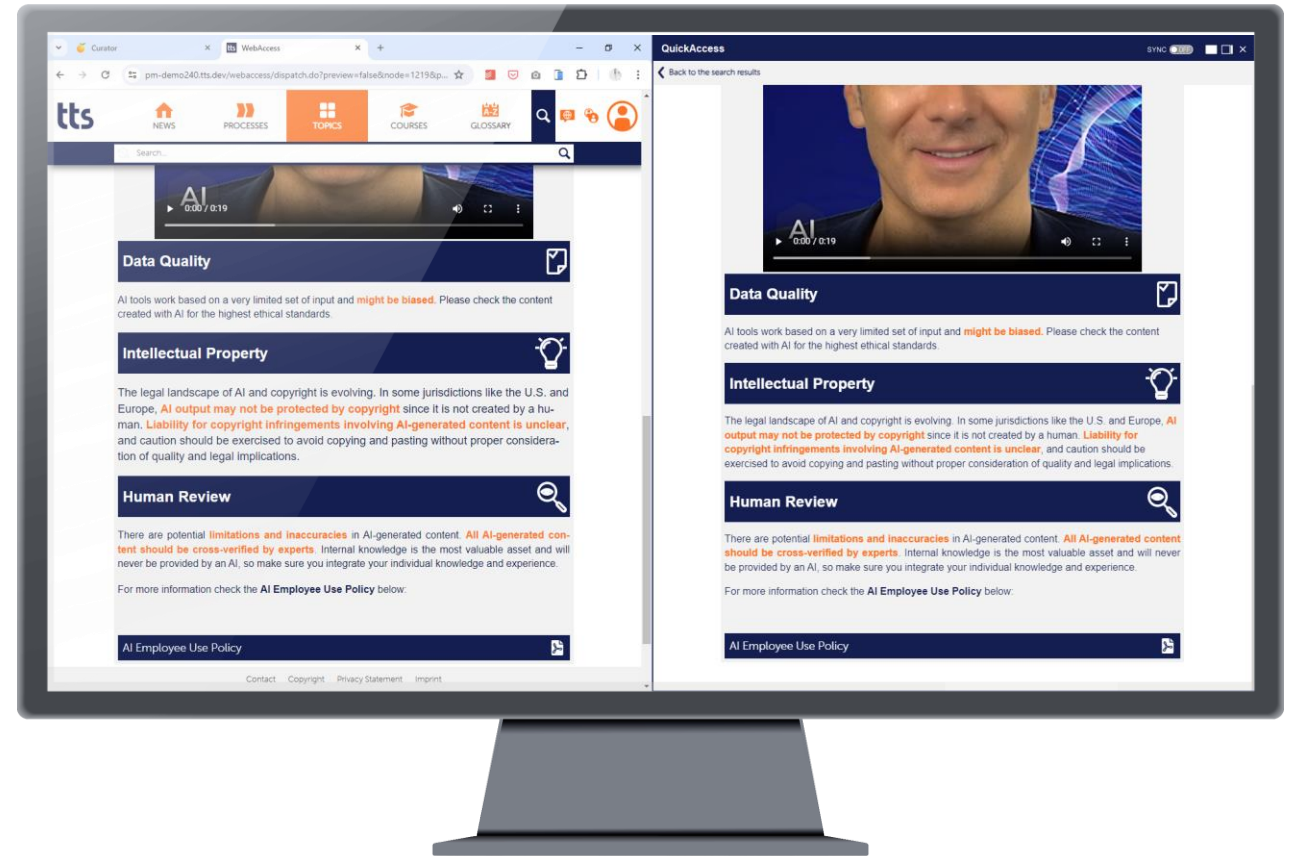 Curator
WebAccess
pm-demo240.tts.dev/webaccess/dispatch.do?preview=false&node=1219&p...
tts
NEWS
PROCESSES
TOPICS
COURSES
GLOSSARY
Search...
AI
0:00 / 0:19
Data Quality
AI tools work based on a very limited set of input and might be biased. Please check the content
created with AI for the highest ethical standards.
Intellectual Property
The legal landscape of AI and copyright is evolving. In some jurisdictions like the U.S. and
Europe, AI output may not be protected by copyright since it is not created by a hu-
man. Liability for copyright infringements involving AI-generated content is unclear,
and caution should be exercised to avoid copying and pasting without proper considera-
tion of quality and legal implications.
Human Review
There are potential limitations and inaccuracies in AI-generated content. All AI-generated con-
tent should be cross-verified by experts. Internal knowledge is the most valuable asset and will
never be provided by an AI, so make sure you integrate your individual knowledge and experience.
For more information check the AI Employee Use Policy below:
AI Employee Use Policy
Contact Copyright Privacy Statement Imprint
QuickAccess
SYNC OFF
Back to the search results
AI
0:00 / 0:19
Data Quality
AI tools work based on a very limited set of input and might be biased. Please check the content
created with AI for the highest ethical standards.
Intellectual Property
The legal landscape of AI and copyright is evolving. In some jurisdictions like the U.S. and Europe, AI
output may not be protected by copyright since it is not created by a human. Liability for
copyright infringements involving AI-generated content is unclear, and caution should be
exercised to avoid copying and pasting without proper consideration of quality and legal implications.
Human Review
There are potential limitations and inaccuracies in AI-generated content. All AI-generated content
should be cross-verified by experts. Internal knowledge is the most valuable asset and will never
be provided by an AI, so make sure you integrate your individual knowledge and experience.
For more information check the AI Employee Use Policy below:
AI Employee Use Policy